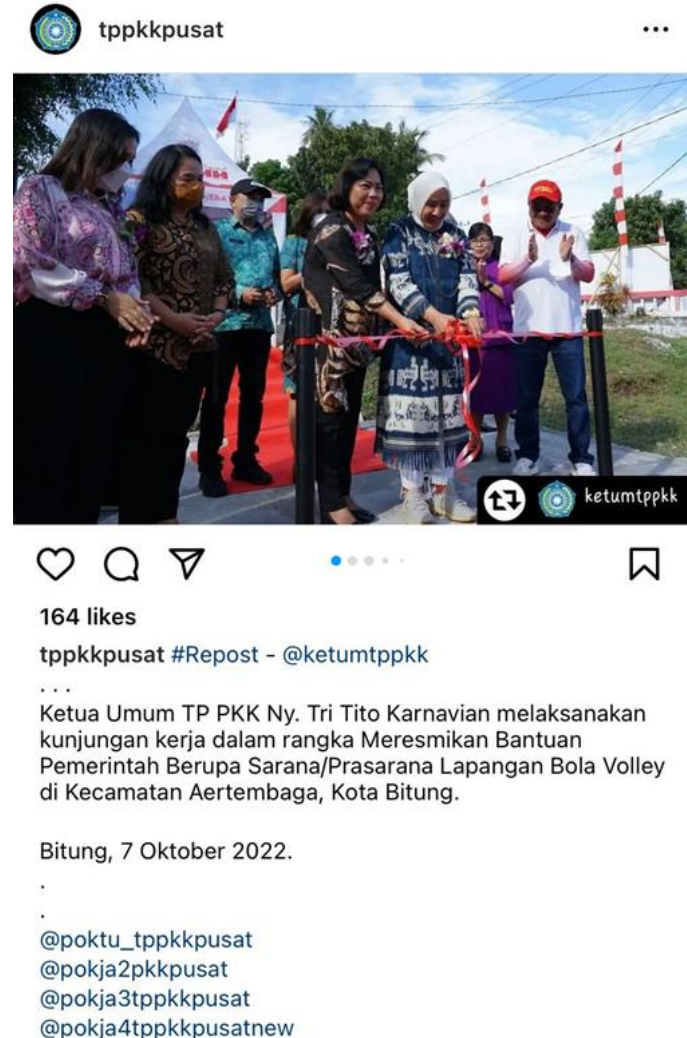 tppkkpusat
ketumtppkk
164 likes
tppkkpusat #Repost - @ketumtppkk
. . .
Ketua Umum TP PKK Ny. Tri Tito Karnavian melaksanakan
kunjungan kerja dalam rangka Meresmikan Bantuan
Pemerintah Berupa Sarana/Prasarana Lapangan Bola Volley
di Kecamatan Aertembaga, Kota Bitung.
Bitung, 7 Oktober 2022.
.
.
@poktu_tppkkpusat
@pokja2pkkpusat
@pokja3tppkkpusat
@pokja4tppkkpusatnew